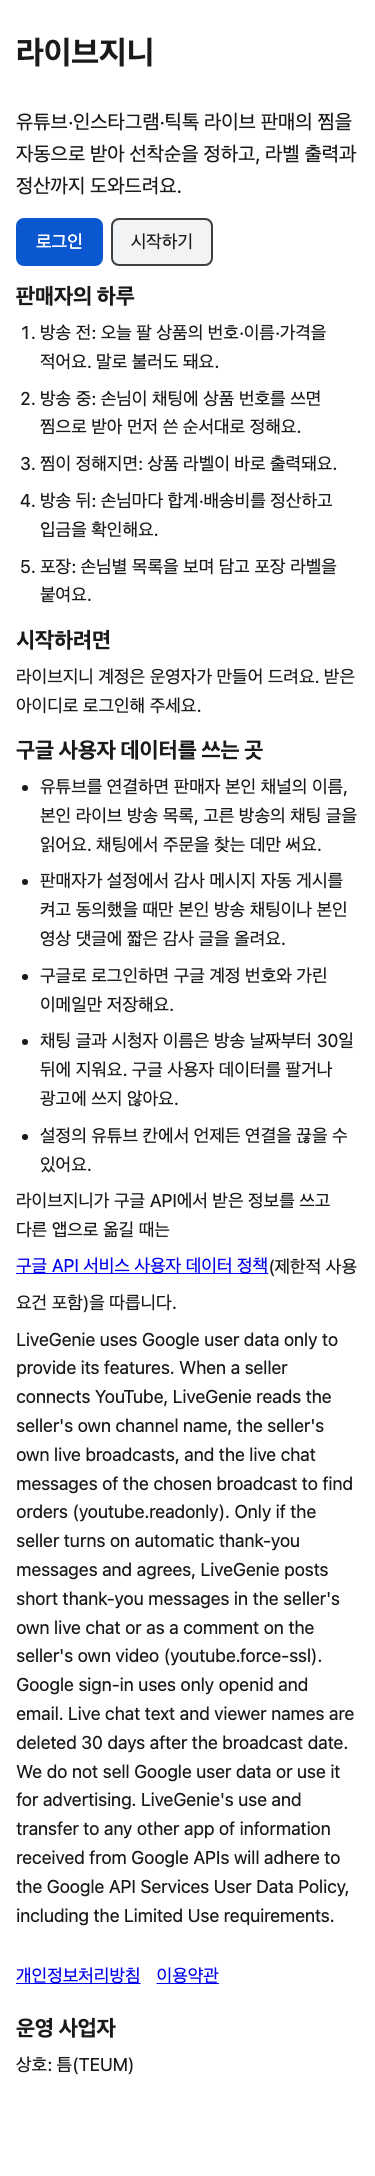 라이브지니
유튜브·인스타그램·틱톡 라이브 판매의 찜을
자동으로 받아 선착순을 정하고, 라벨 출력과
정산까지 도와드려요.
로그인 시작하기
판매자의 하루
1. 방송 전: 오늘 팔 상품의 번호·이름·가격을
적어요. 말로 불러도 돼요.
2. 방송 중: 손님이 채팅에 상품 번호를 쓰면
찜으로 받아 먼저 쓴 순서대로 정해요.
3. 찜이 정해지면: 상품 라벨이 바로 출력돼요.
4. 방송 뒤: 손님마다 합계·배송비를 정산하고
입금을 확인해요.
5. 포장: 손님별 목록을 보며 담고 포장 라벨을
붙여요.
시작하려면
라이브지니 계정은 운영자가 만들어 드려요. 받은
아이디로 로그인해 주세요.
구글 사용자 데이터를 쓰는 곳
• 유튜브를 연결하면 판매자 본인 채널의 이름,
본인 라이브 방송 목록, 고른 방송의 채팅 글을
읽어요. 채팅에서 주문을 찾는 데만 써요.
• 판매자가 설정에서 감사 메시지 자동 게시를
켜고 동의했을 때만 본인 방송 채팅이나 본인
영상 댓글에 짧은 감사 글을 올려요.
• 구글로 로그인하면 구글 계정 번호와 가린
이메일만 저장해요.
• 채팅 글과 시청자 이름은 방송 날짜부터 30일
뒤에 지워요. 구글 사용자 데이터를 팔거나
광고에 쓰지 않아요.
• 설정의 유튜브 칸에서 언제든 연결을 끊을 수
있어요.
라이브지니가 구글 API에서 받은 정보를 쓰고
다른 앱으로 옮길 때는
구글 API 서비스 사용자 데이터 정책(제한적 사용
요건 포함)을 따릅니다.
LiveGenie uses Google user data only to
provide its features. When a seller
connects YouTube, LiveGenie reads the
seller's own channel name, the seller's
own live broadcasts, and the live chat
messages of the chosen broadcast to find
orders (youtube.readonly). Only if the
seller turns on automatic thank-you
messages and agrees, LiveGenie posts
short thank-you messages in the seller's
own live chat or as a comment on the
seller's own video (youtube.force-ssl).
Google sign-in uses only openid and
email. Live chat text and viewer names are
deleted 30 days after the broadcast date.
We do not sell Google user data or use it
for advertising. LiveGenie's use and
transfer to any other app of information
received from Google APIs will adhere to
the Google API Services User Data Policy,
including the Limited Use requirements.
개인정보처리방침 이용약관
운영 사업자
상호: 틈(TEUM)